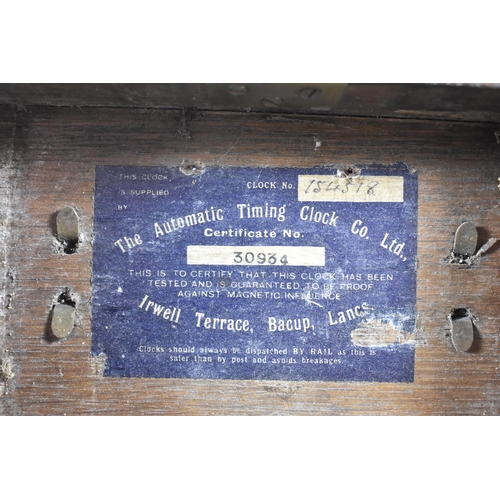 THIS CLOCK
IS SUPPLIED
BY
CLOCK No. 154378
The Automatic Timing Clock Co. Ltd.,
Certificate No.
30934
THIS IS TO CERTIFY THAT THIS CLOCK HAS BEEN
TESTED AND IS GUARANTEED TO BE PROOF
AGAINST MAGNETIC INFLUENCE
Irwell Terrace, Bacup, Lancs.
Clocks should always be dispatched BY RAIL as this is
safer than by post and avoids breakages.